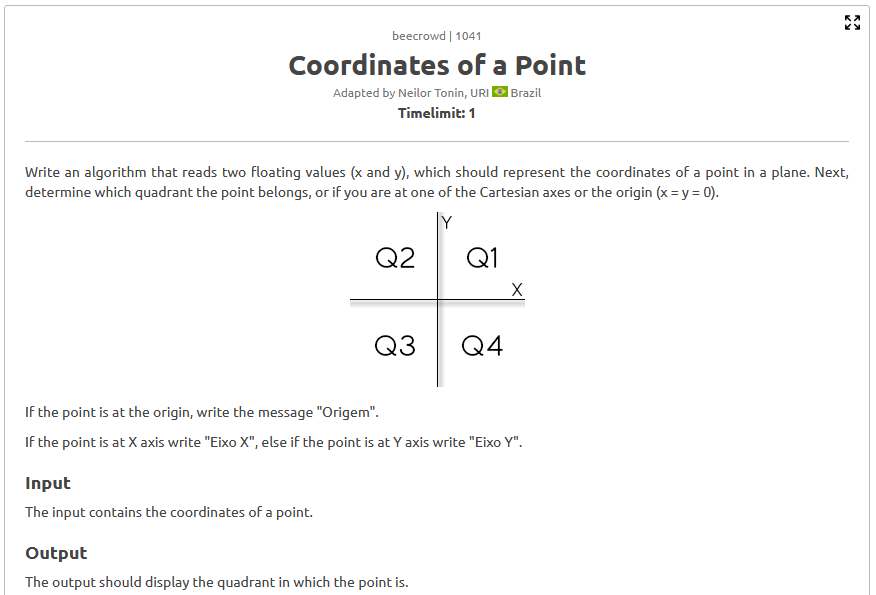 beecrowd | 1041
Coordinates of a Point
Adapted by Neilor Tonin, URI Brazil
Timelimit: 1
Write an algorithm that reads two floating values (x and y), which should represent the coordinates of a point in a plane. Next,
determine which quadrant the point belongs, or if you are at one of the Cartesian axes or the origin (x = y = 0).
Y
Q2 Q1
X
Q3 Q4
If the point is at the origin, write the message "Origem".
If the point is at X axis write "Eixo X", else if the point is at Y axis write "Eixo Y".
Input
The input contains the coordinates of a point.
Output
The output should display the quadrant in which the point is.